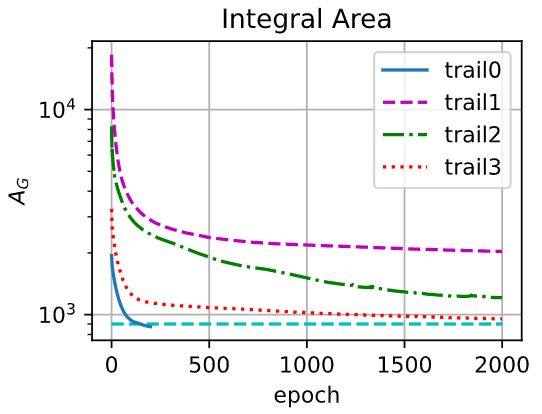 Integral Area
trail0
trail1
trail2
trail3
10^4
10^3
A_G
0 500 1000 1500 2000
epoch